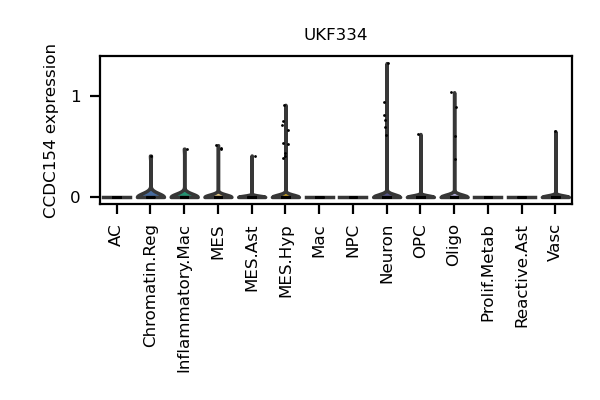 UKF334
CCDC154 expression
1
0
AC
Chromatin.Reg
Inflammatory.Mac
MES
MES.Ast
MES.Hyp
Mac
NPC
Neuron
OPC
Oligo
Prolif.Metab
Reactive.Ast
Vasc